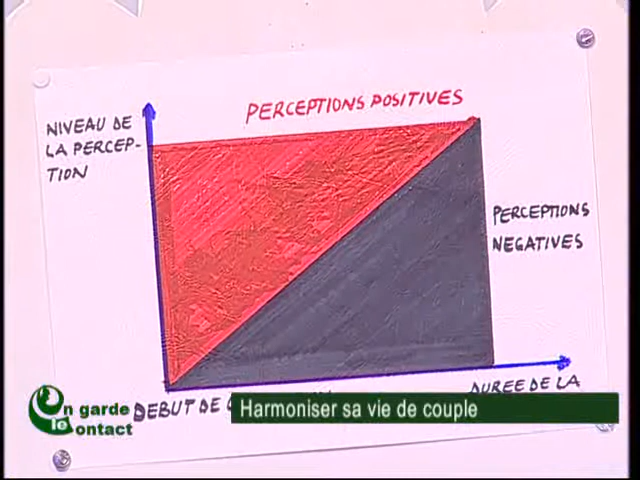 PERCEPTIONS POSITIVES
NIVEAU DE
LA PERCEP-
TION
PERCEPTIONS
NEGATIVES
DUREE DE LA
DEBUT DE
Harmoniser sa vie de couple
On garde
le Contact